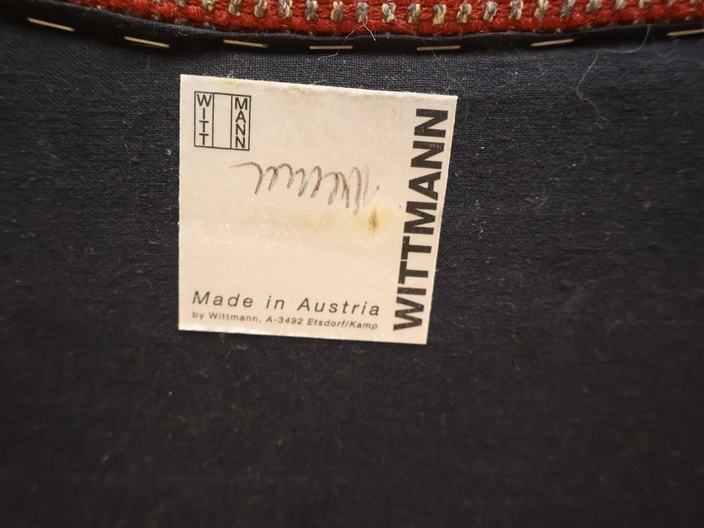 WITT MANN
WITTMANN
Made in Austria
by Wittmann, A-3492 Etsdorf/Kamp